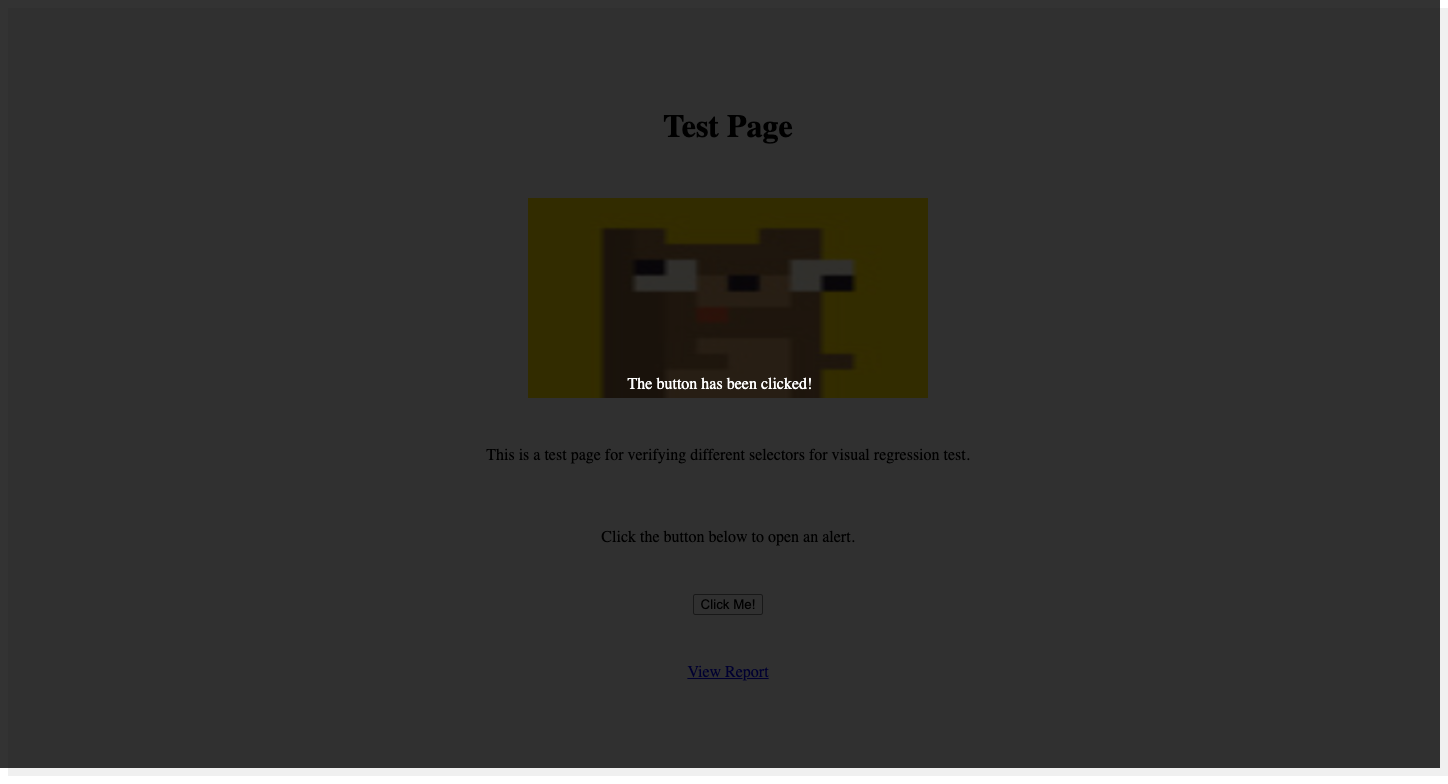 Test Page
The button has been clicked!
This is a test page for verifying different selectors for visual regression test.
Click the button below to open an alert.
Click Me!
View Report